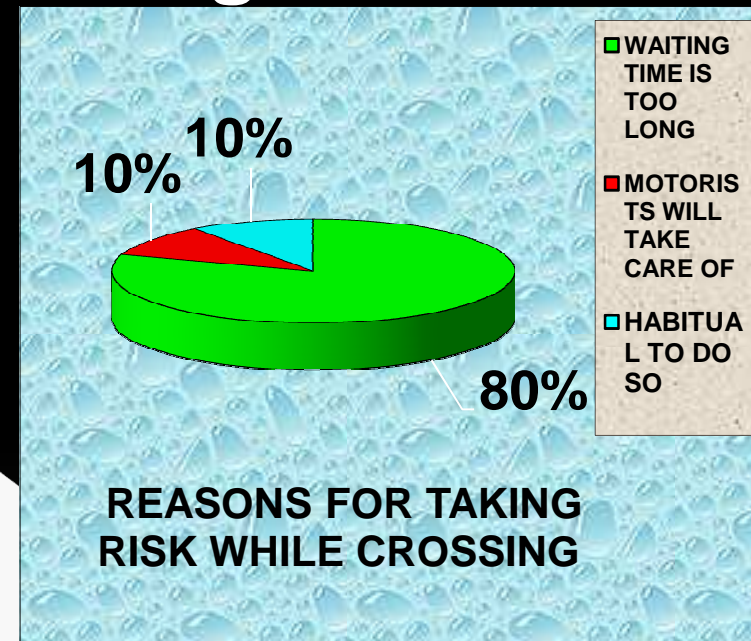 10%
10%
80%
WAITING
TIME IS
TOO
LONG
MOTORIS
TS WILL
TAKE
CARE OF
HABITUA
L TO DO
SO
REASONS FOR TAKING
RISK WHILE CROSSING